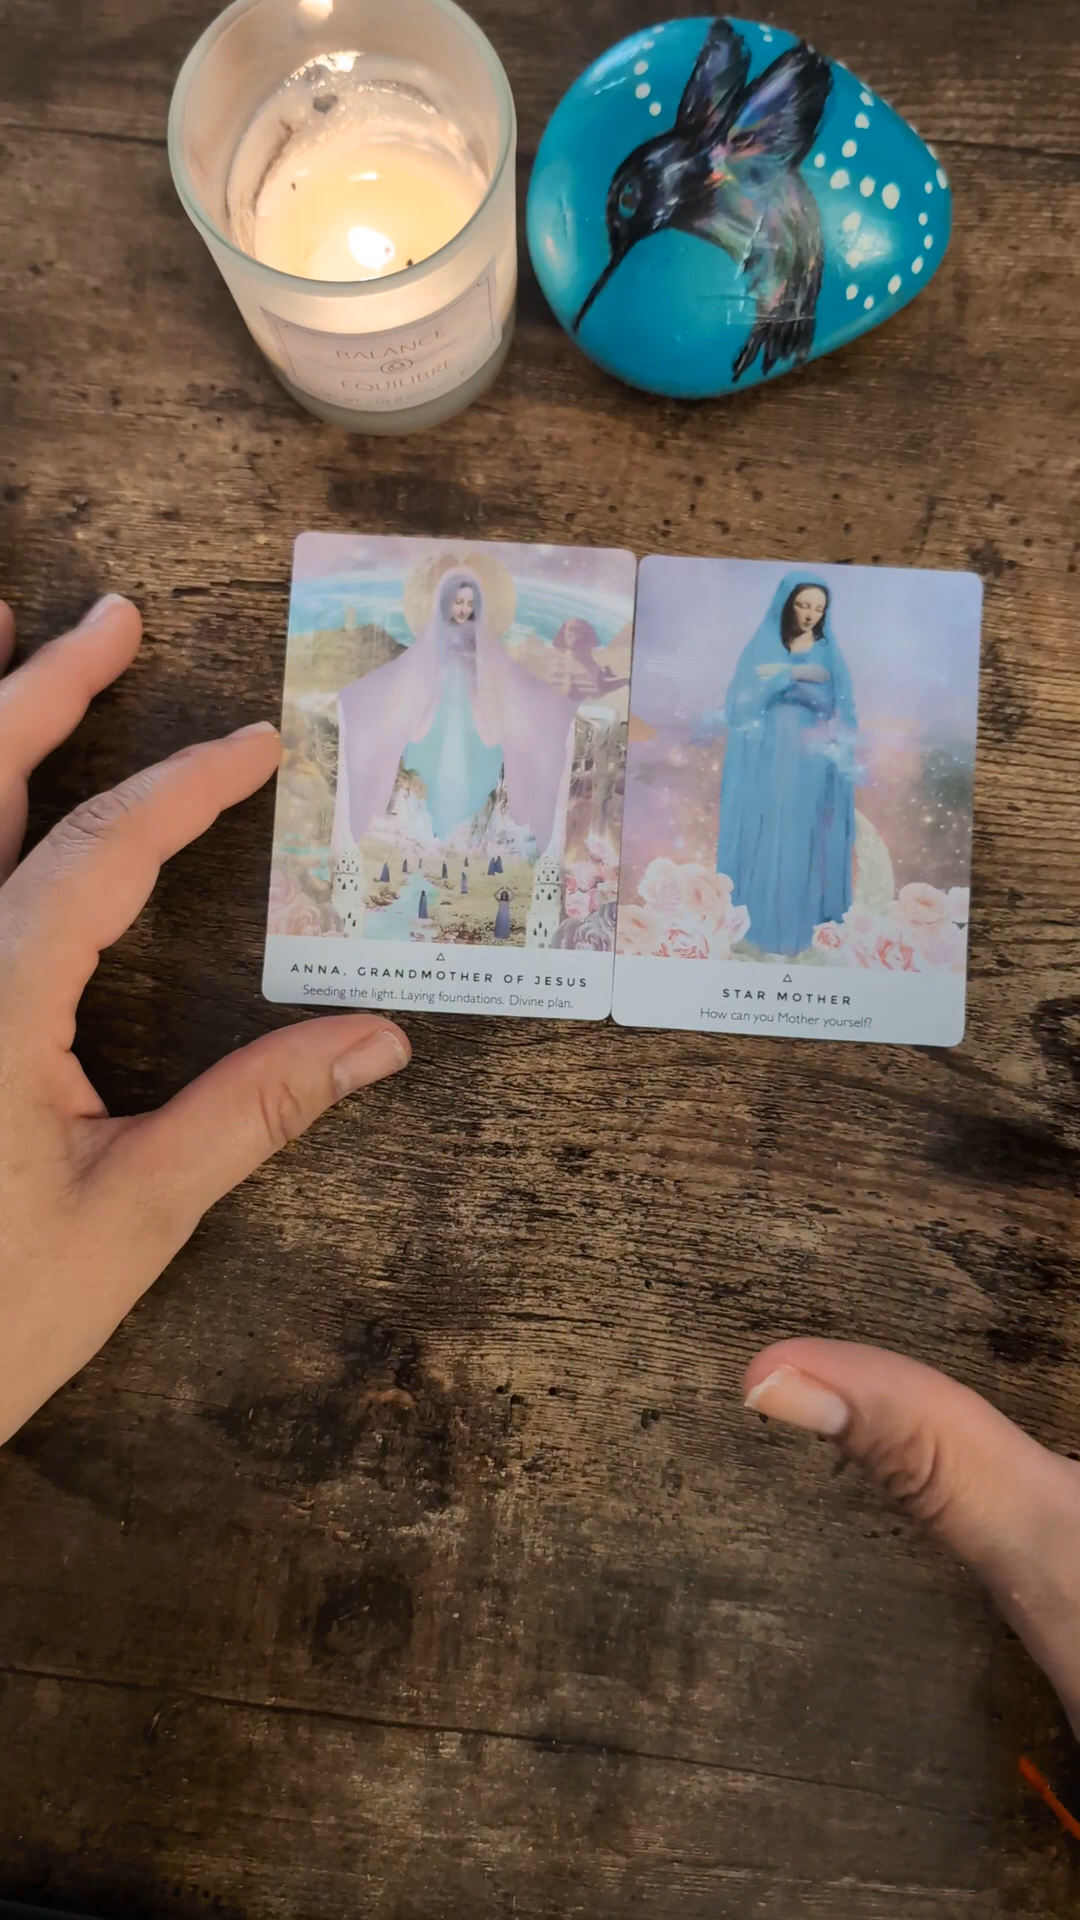 BALANCE
EQUILIBRE
ANNA, GRANDMOTHER OF JESUS
Seeding the light. Laying foundations. Divine plan.
STAR MOTHER
How can you Mother yourself?